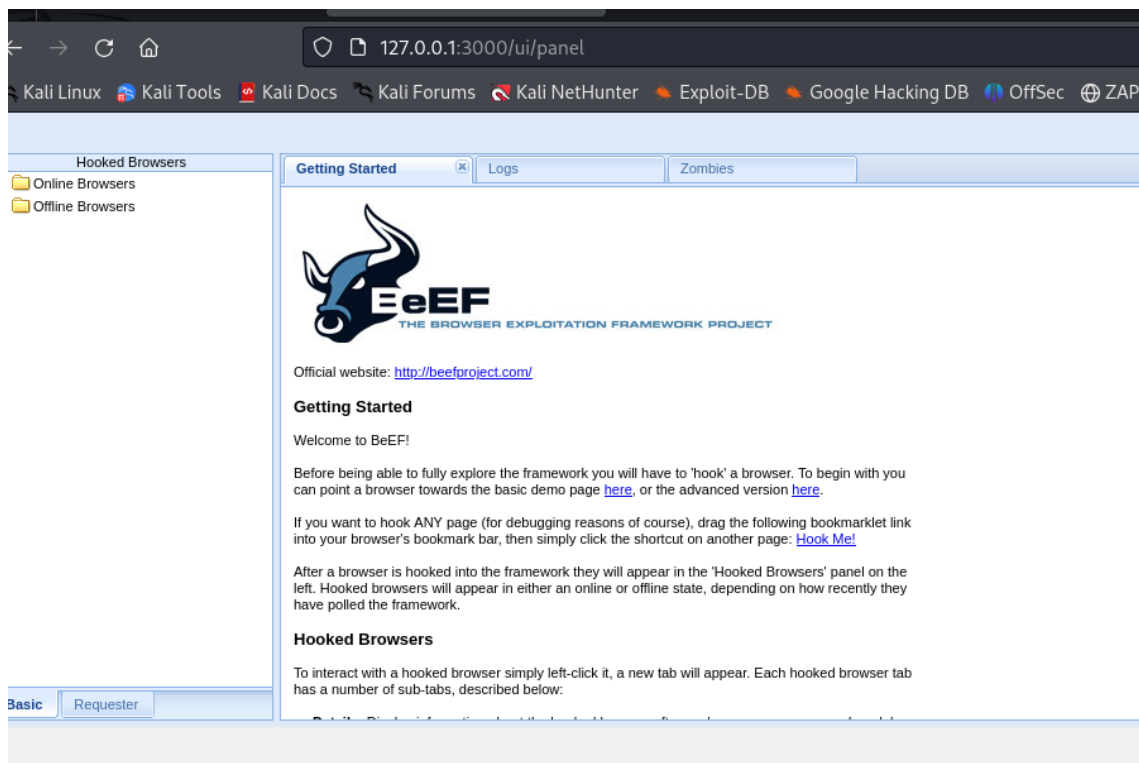 127.0.0.1:3000/ui/panel
Kali Linux Kali Tools Kali Docs Kali Forums Kali NetHunter Exploit-DB Google Hacking DB OffSec ZAP
Hooked Browsers
Online Browsers
Offline Browsers
Getting Started Logs Zombies
BeEF
THE BROWSER EXPLOITATION FRAMEWORK PROJECT
Official website: http://beefproject.com/
Getting Started
Welcome to BeEF!
Before being able to fully explore the framework you will have to 'hook' a browser. To begin with you
can point a browser towards the basic demo page here, or the advanced version here.
If you want to hook ANY page (for debugging reasons of course), drag the following bookmarklet link
into your browser's bookmark bar, then simply click the shortcut on another page: Hook Me!
After a browser is hooked into the framework they will appear in the 'Hooked Browsers' panel on the
left. Hooked browsers will appear in either an online or offline state, depending on how recently they
have polled the framework.
Hooked Browsers
To interact with a hooked browser simply left-click it, a new tab will appear. Each hooked browser tab
has a number of sub-tabs, described below:
Basic Requester